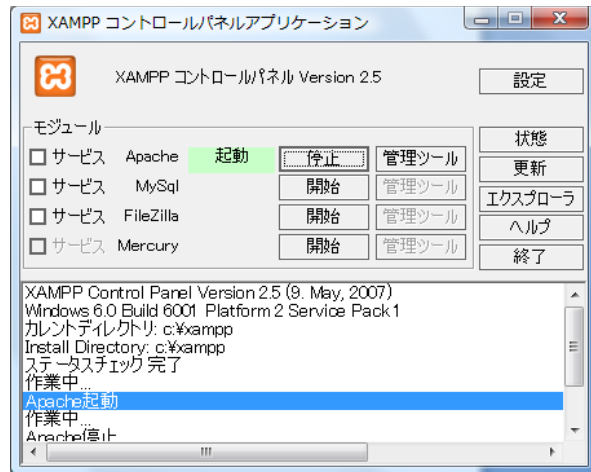 XAMPP コントロールパネルアプリケーション
XAMPP コントロールパネル Version 2.5
設定
モジュール
状態
サービス Apache 起動 停止 管理ツール
更新
サービス MySql 開始 管理ツール
エクスプローラ
サービス FileZilla 開始 管理ツール
ヘルプ
サービス Mercury 開始 管理ツール
終了
XAMPP Control Panel Version 2.5 (9. May, 2007)
Windows 6.0 Build 6001 Platform 2 Service Pack 1
カレントディレクトリ: c:¥xampp
Install Directory: c:¥xampp
ステータスチェック 完了
作業中...
Apache起動
作業中...
Apache停止